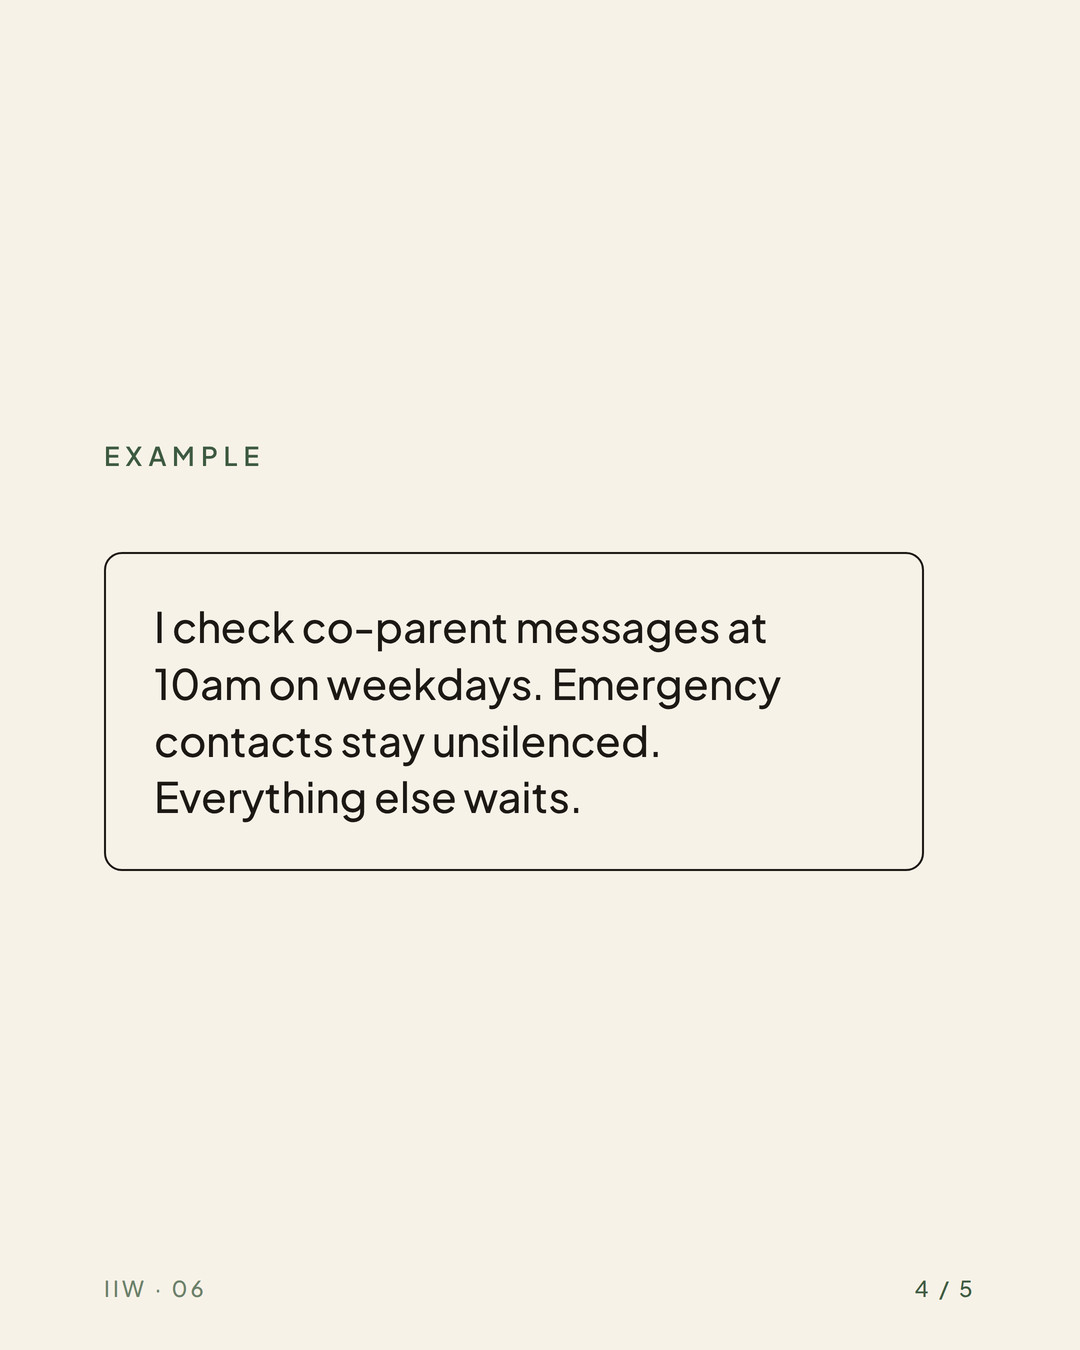 EXAMPLE
I check co-parent messages at
10am on weekdays. Emergency
contacts stay unsilenced.
Everything else waits.
IIW · 06
4 / 5